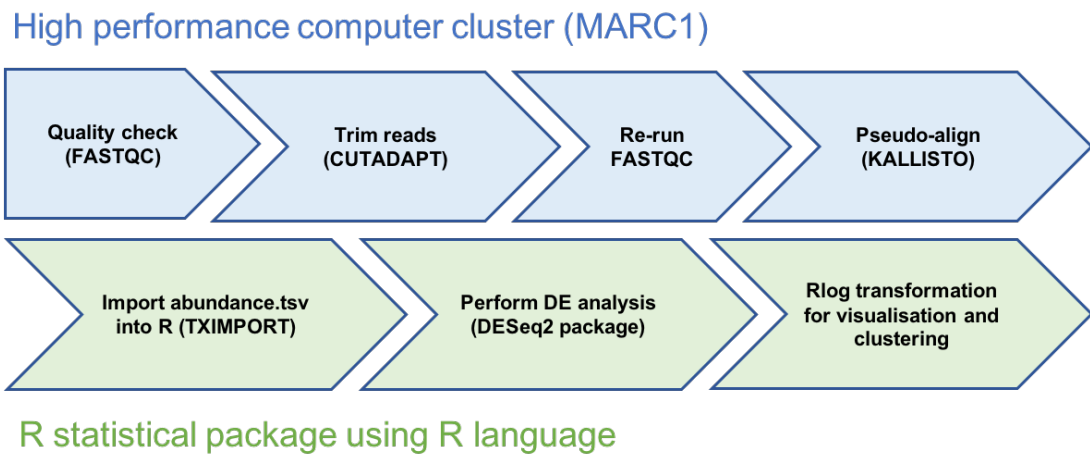 High performance computer cluster (MARC1)
Quality check
(FASTQC)
Trim reads
(CUTADAPT)
Re-run
FASTQC
Pseudo-align
(KALLISTO)
Import abundance.tsv
into R (TXIMPORT)
Perform DE analysis
(DESeq2 package)
Rlog transformation
for visualisation and
clustering
R statistical package using R language